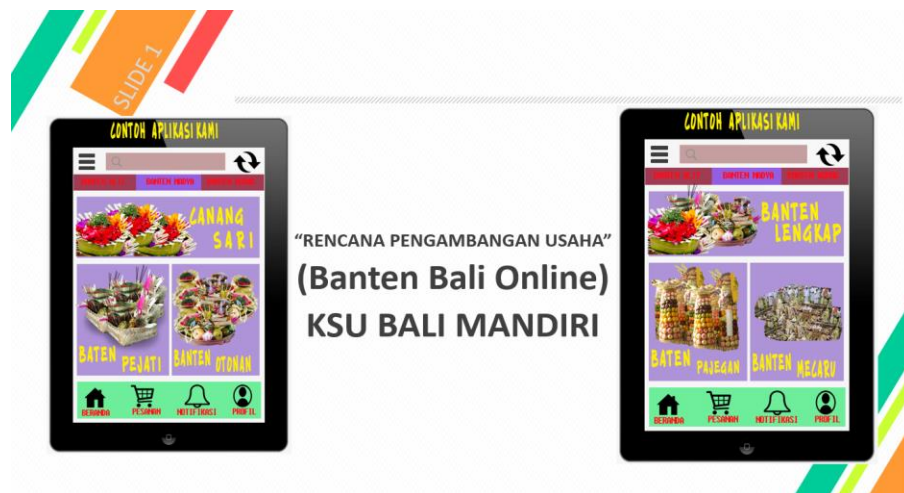 SLIDE 1
CONTOH APLIKASI KAMI
BANTEN MADYA
CANANG
SARI
BATEN
PEJATI
BANTEN
OTONAN
BERANDA
PESANAN
NOTIFIKASI
PROFIL
"RENCANA PENGAMBANGAN USAHA"
(Banten Bali Online)
KSU BALI MANDIRI
CONTOH APLIKASI KAMI
BANTEN MADYA
BANTEN
LENGKAP
BATEN
PAJEGAN
BANTEN
MECARU
BERANDA
PESANAN
NOTIFIKASI
PROFIL